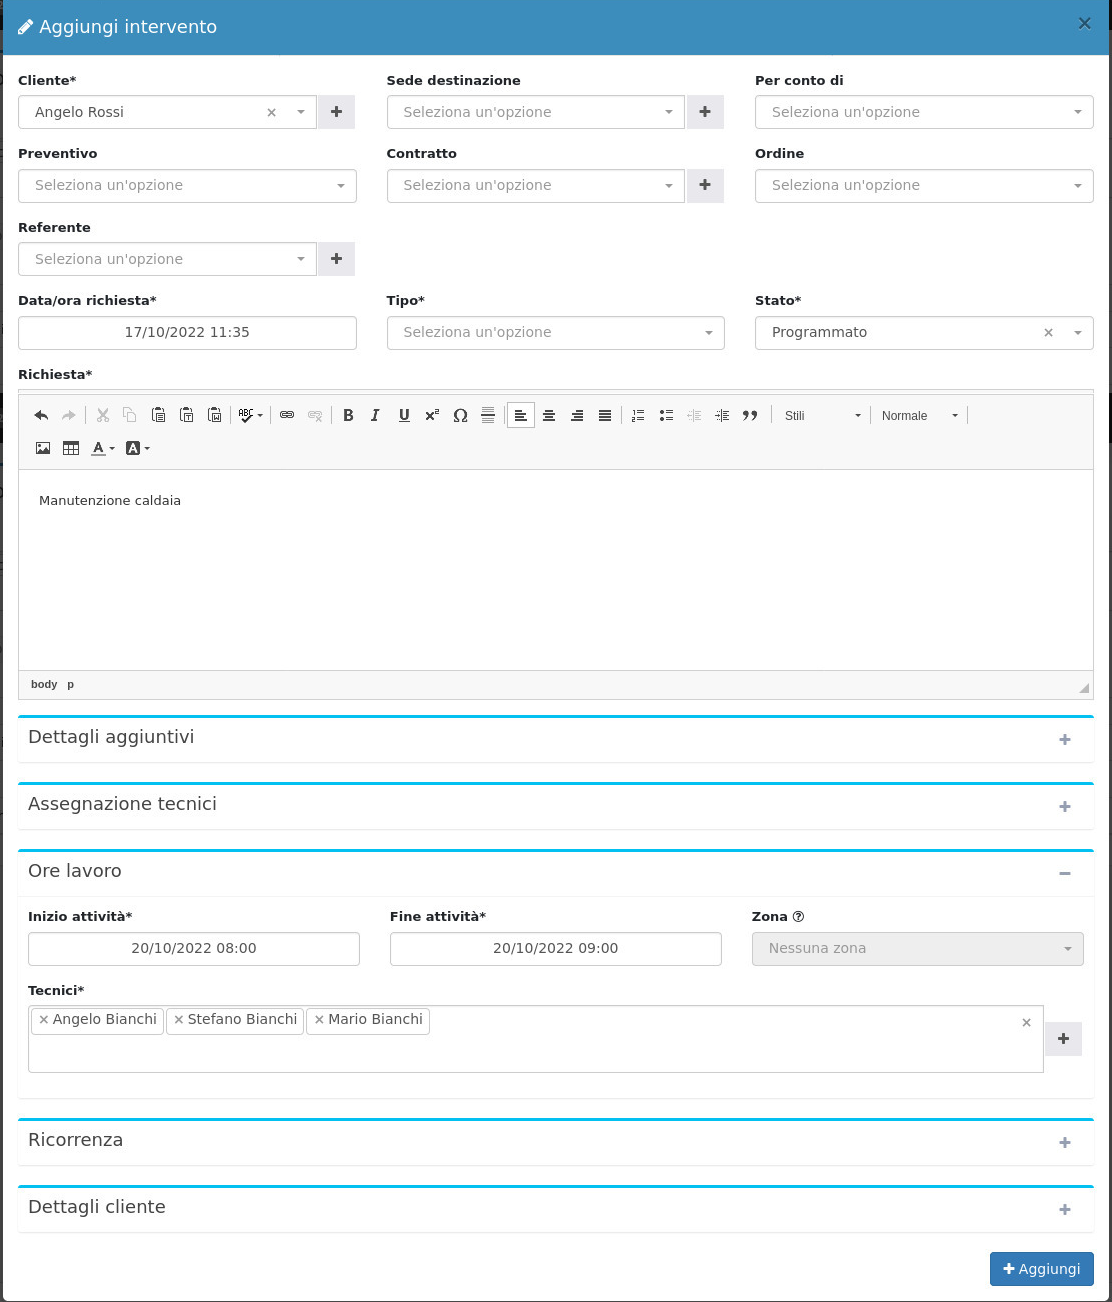 Aggiungi intervento
Cliente* Sede destinazione Per conto di
Angelo Rossi Seleziona un'opzione Seleziona un'opzione
Preventivo Contratto Ordine
Seleziona un'opzione Seleziona un'opzione Seleziona un'opzione
Referente
Seleziona un'opzione
Data/ora richiesta* Tipo* Stato*
17/10/2022 11:35 Seleziona un'opzione Programmato
Richiesta*
ABC B I U x² Ω Stili Normale
A A
Manutenzione caldaia
body p
Dettagli aggiuntivi
Assegnazione tecnici
Ore lavoro
Inizio attività* Fine attività* Zona
20/10/2022 08:00 20/10/2022 09:00 Nessuna zona
Tecnici*
× Angelo Bianchi × Stefano Bianchi × Mario Bianchi ×
Ricorrenza
Dettagli cliente
Aggiungi